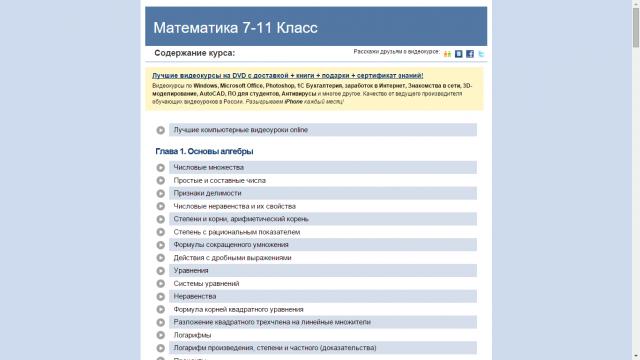 Математика 7-11 Класс
Содержание курса:
Расскажи друзьям о видеокурсе:
Лучшие видеокурсы на DVD с доставкой + книги + подарки + сертификат знаний!
Видеокурсы по Windows, Microsoft Office, Photoshop, 1С Бухгалтерия, заработок в Интернет, Знакомства в сети, 3D-
моделирование, AutoCAD, ПО для студентов, Антивирусы и многое другое. Качество от ведущего производителя
обучающих видеокурсов в России. Разыгрываем iPhone каждый месяц!
Лучшие компьютерные видеоуроки online
Глава 1. Основы алгебры
Числовые множества
Простые и составные числа
Признаки делимости
Числовые неравенства и их свойства
Степени и корни, арифметический корень
Степень с рациональным показателем
Формулы сокращенного умножения
Действия с дробными выражениями
Уравнения
Системы уравнений
Неравенства
Формула корней квадратного уравнения
Разложение квадратного трехчлена на линейные множители
Логарифмы
Логарифм произведения, степени и частного (доказательства)